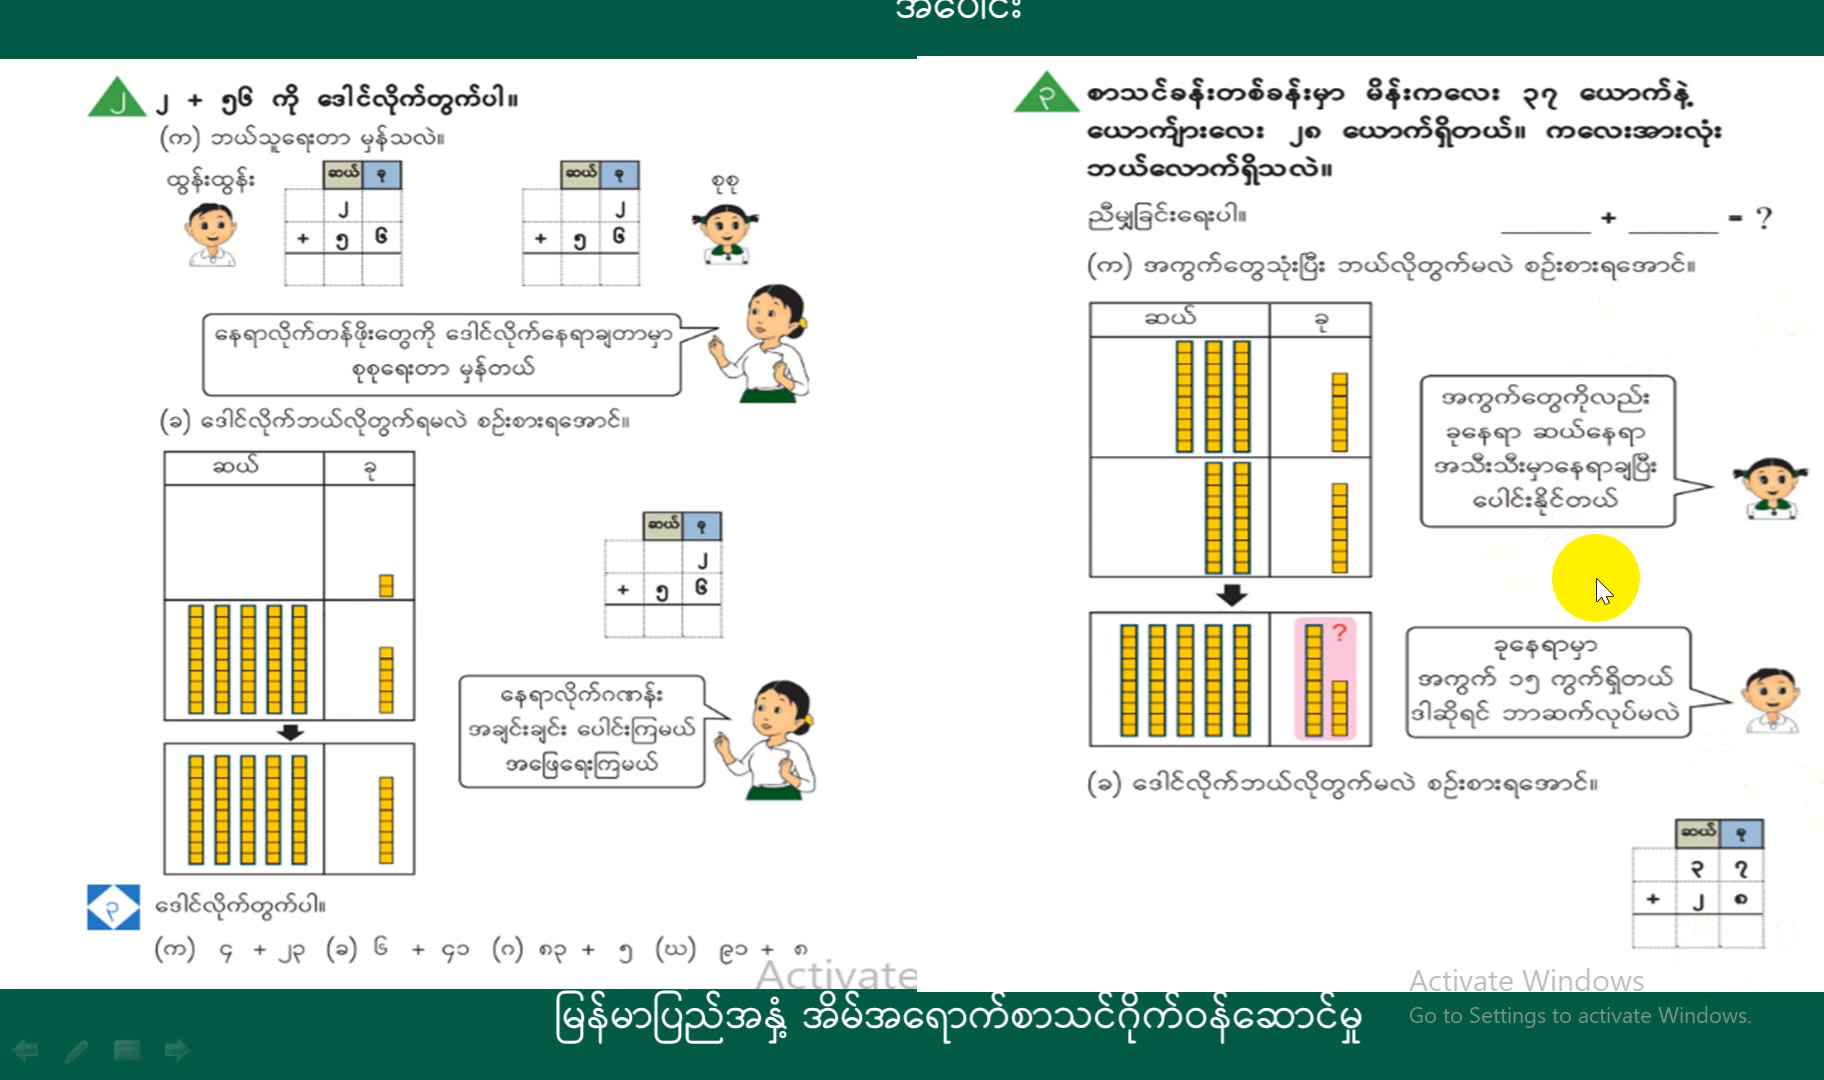 အပေါင်း
၂
၂ + ၅၆ ကို ဒေါင်လိုက်တွက်ပါ။
(က) ဘယ်သူရေးတာ မှန်သလဲ။
ထွန်းထွန်း
ဆယ် ခု
၂
+ ၅ ၆
ဆယ် ခု
၂
+ ၅ ၆
စုစု
နေရာလိုက်တန်ဖိုးတွေကို ဒေါင်လိုက်နေရာချတာမှာ
စုစုရေးတာ မှန်တယ်
(ခ) ဒေါင်လိုက်ဘယ်လိုတွက်ရမလဲ စဉ်းစားရအောင်။
ဆယ် ခု
ဆယ် ခု
၂
+ ၅ ၆
နေရာလိုက်ဂဏန်း
အချင်းချင်း ပေါင်းကြမယ်
အဖြေရေးကြမယ်
၃
ဒေါင်လိုက်တွက်ပါ။
(က) ၄ + ၂၃ (ခ) ၆ + ၄၁ (ဂ) ၈၃ + ၅ (ဃ) ၉၁ + ၈
Activate
၃
စာသင်ခန်းတစ်ခန်းမှာ မိန်းကလေး ၃၇ ယောက်နဲ့
ယောကျ်ားလေး ၂၈ ယောက်ရှိတယ်။ ကလေးအားလုံး
ဘယ်လောက်ရှိသလဲ။
ညီမျှခြင်းရေးပါ။ ______ + ______ = ?
(က) အကွက်တွေသုံးပြီး ဘယ်လိုတွက်မလဲ စဉ်းစားရအောင်။
ဆယ် ခု
အကွက်တွေကိုလည်း
ခုနေရာ ဆယ်နေရာ
အသီးသီးမှာနေရာချပြီး
ပေါင်းနိုင်တယ်
?
ခုနေရာမှာ
အကွက် ၁၅ ကွက်ရှိတယ်
ဒါဆိုရင် ဘာဆက်လုပ်မလဲ
(ခ) ဒေါင်လိုက်ဘယ်လိုတွက်မလဲ စဉ်းစားရအောင်။
ဆယ် ခု
၃ ၇
+ ၂ ၈
Activate Windows
Go to Settings to activate Windows.
မြန်မာပြည်အနှံ့ အိမ်အရောက်စာသင်ဂိုက်ဝန်ဆောင်မှု